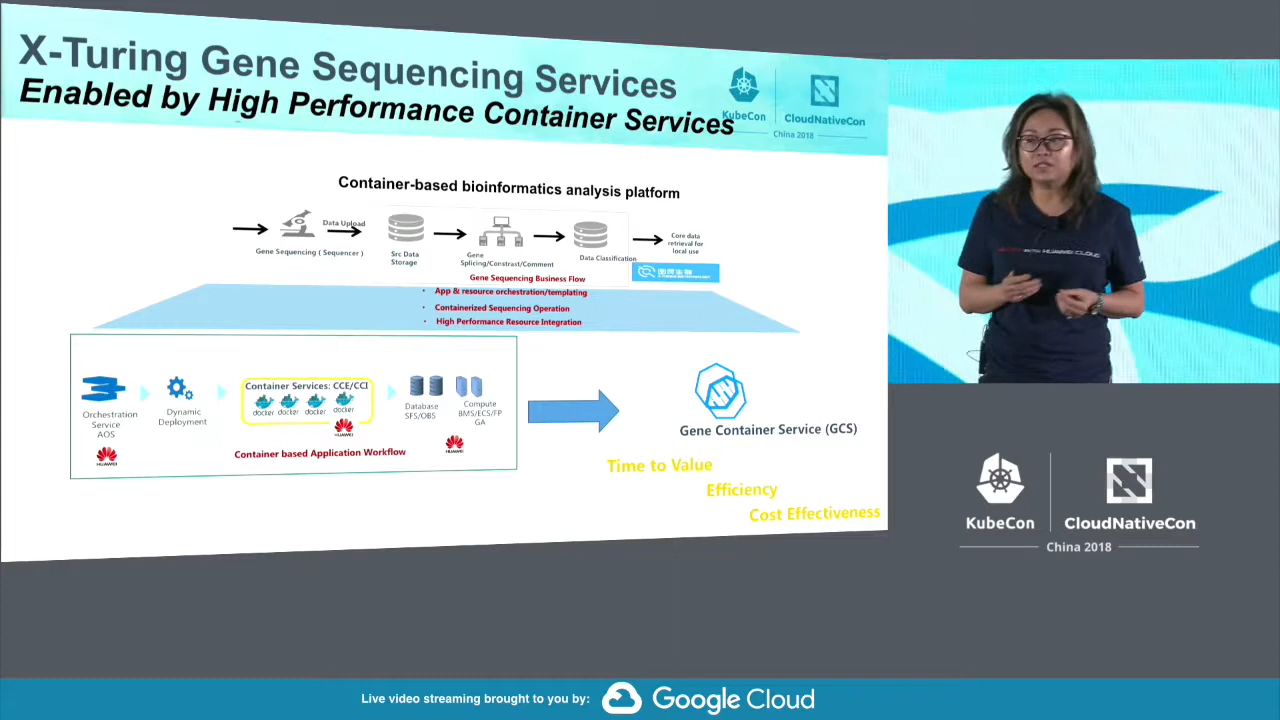 X-Turing Gene Sequencing Services
Enabled by High Performance Container Services
KubeCon
CloudNativeCon
China 2018
Container-based bioinformatics analysis platform
Data Upload
Gene Sequencing ( Sequencer )
Src Data
Storage
Gene
Splicing/Constrast/Comment
Data Classification
Core data
retrieval for
local use
Gene Sequencing Business Flow
• App & resource orchestration/templating
• Containerized Sequencing Operation
• High Performance Resource Integration
Orchestration
Service
AOS
HUAWEI
Dynamic
Deployment
Container Services: CCE/CCI
docker docker docker docker
HUAWEI
Container based Application Workflow
Database
SFS/OBS
Compute
BMS/ECS/FP
GA
HUAWEI
Gene Container Service (GCS)
Time to Value
Efficiency
Cost Effectiveness
HUAWEI CLOUD
KubeCon
CloudNativeCon
China 2018
Live video streaming brought to you by:
Google Cloud